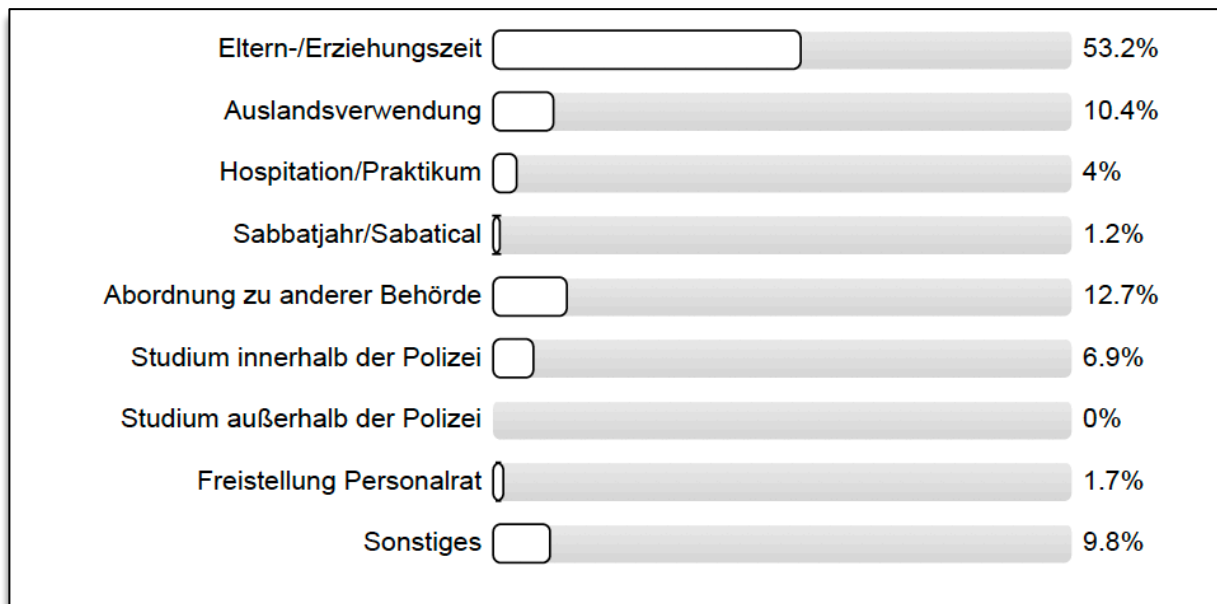 Eltern-/Erziehungszeit 53.2%
Auslandsverwendung 10.4%
Hospitation/Praktikum 4%
Sabbatjahr/Sabatical 1.2%
Abordnung zu anderer Behörde 12.7%
Studium innerhalb der Polizei 6.9%
Studium außerhalb der Polizei 0%
Freistellung Personalrat 1.7%
Sonstiges 9.8%